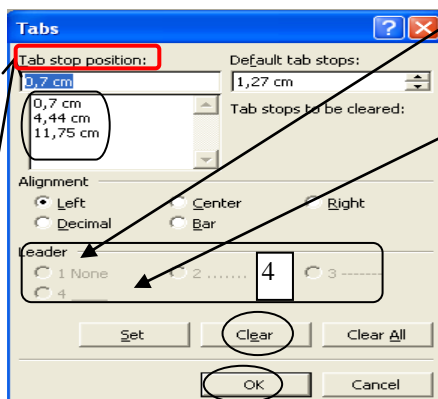 Tabs
Tab stop position: Default tab stops:
0,7 cm 1,27 cm
0,7 cm Tab stops to be cleared:
4,44 cm
11,75 cm
Alignment
Left Center Right
Decimal Bar
Leader
1 None 2 ....... 4 3 -------
4 ____
Set Clear Clear All
OK Cancel